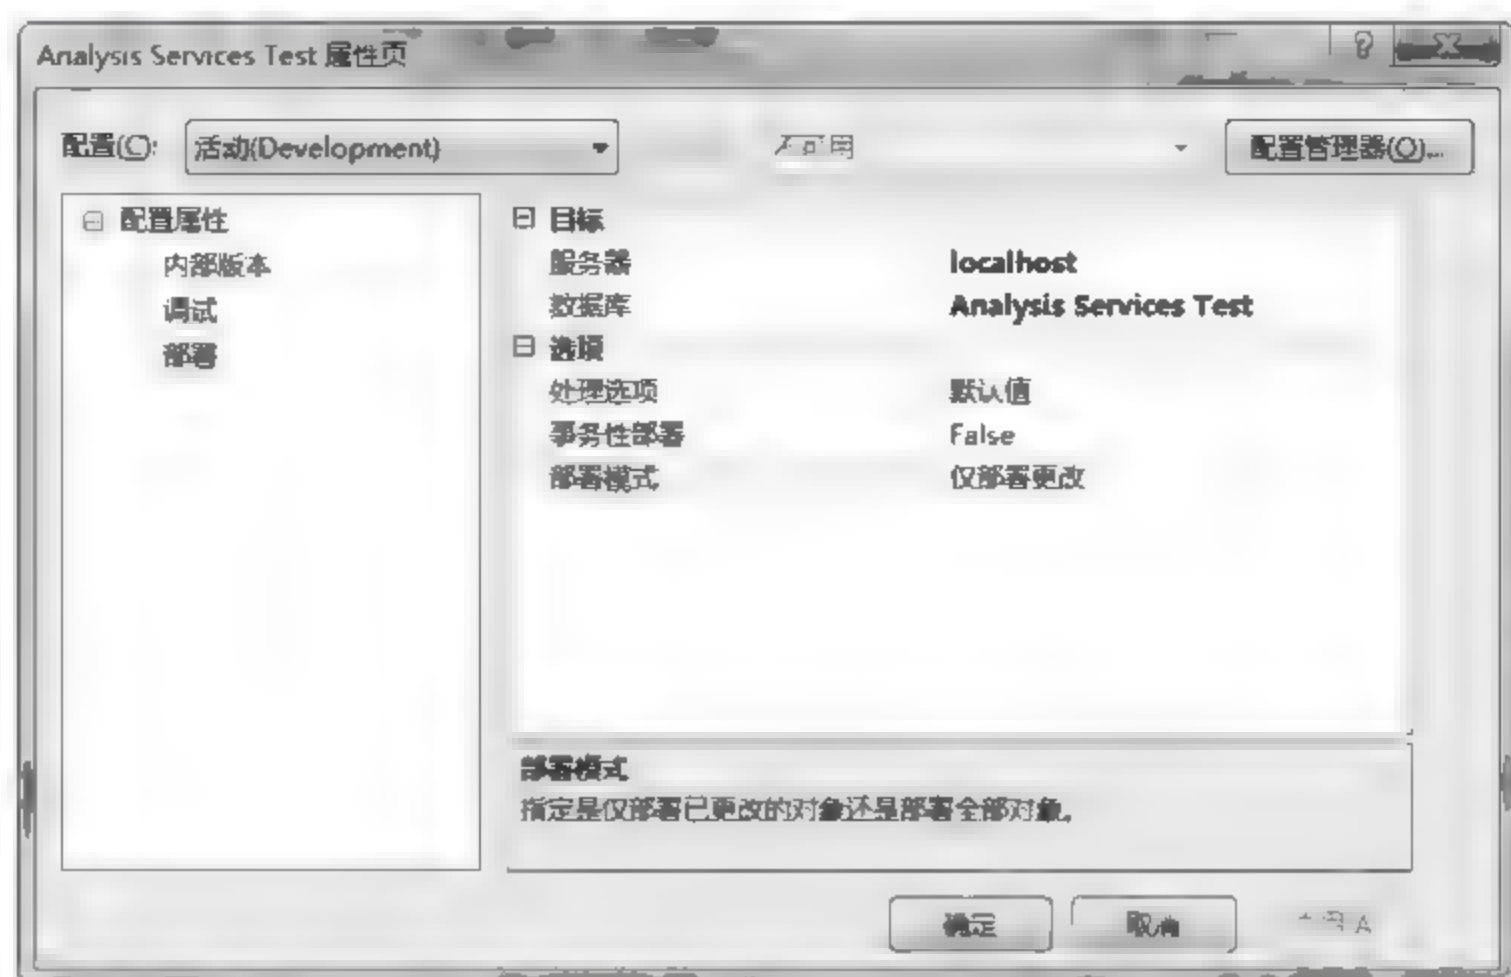 Analysis Services Test 属性页
配置(C): 活动(Development) 不可用 配置管理器(O)...
配置属性
内部版本
调试
部署
目标
服务器 localhost
数据库 Analysis Services Test
选项
处理选项 默认值
事务性部署 False
部署模式 仅部署更改
部署模式
指定是仅部署已更改的对象还是部署全部对象。
确定 取消